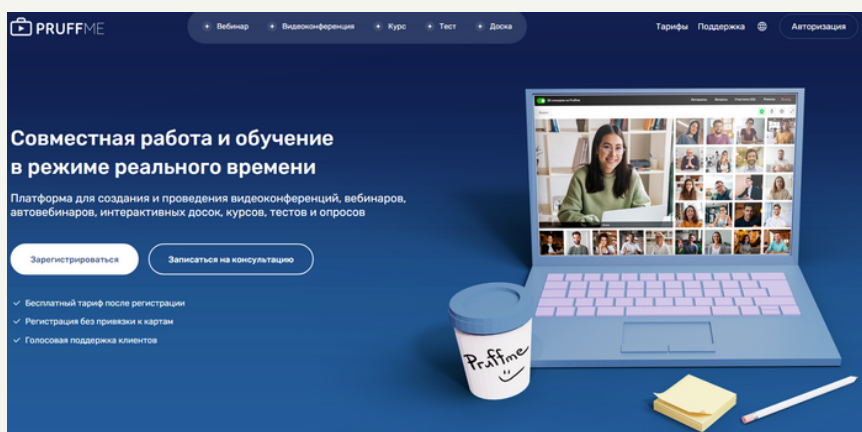 PRUFFME
Вебинар
Видеоконференция
Курс
Тест
Доска
Тарифы
Поддержка
Авторизация
Совместная работа и обучение
в режиме реального времени
Платформа для создания и проведения видеоконференций, вебинаров,
автовебинаров, интерактивных досок, курсов, тестов и опросов
Зарегистрироваться
Записаться на консультацию
Бесплатный тариф после регистрации
Регистрация без привязки к картам
Голосовая поддержка клиентов
Pruffme